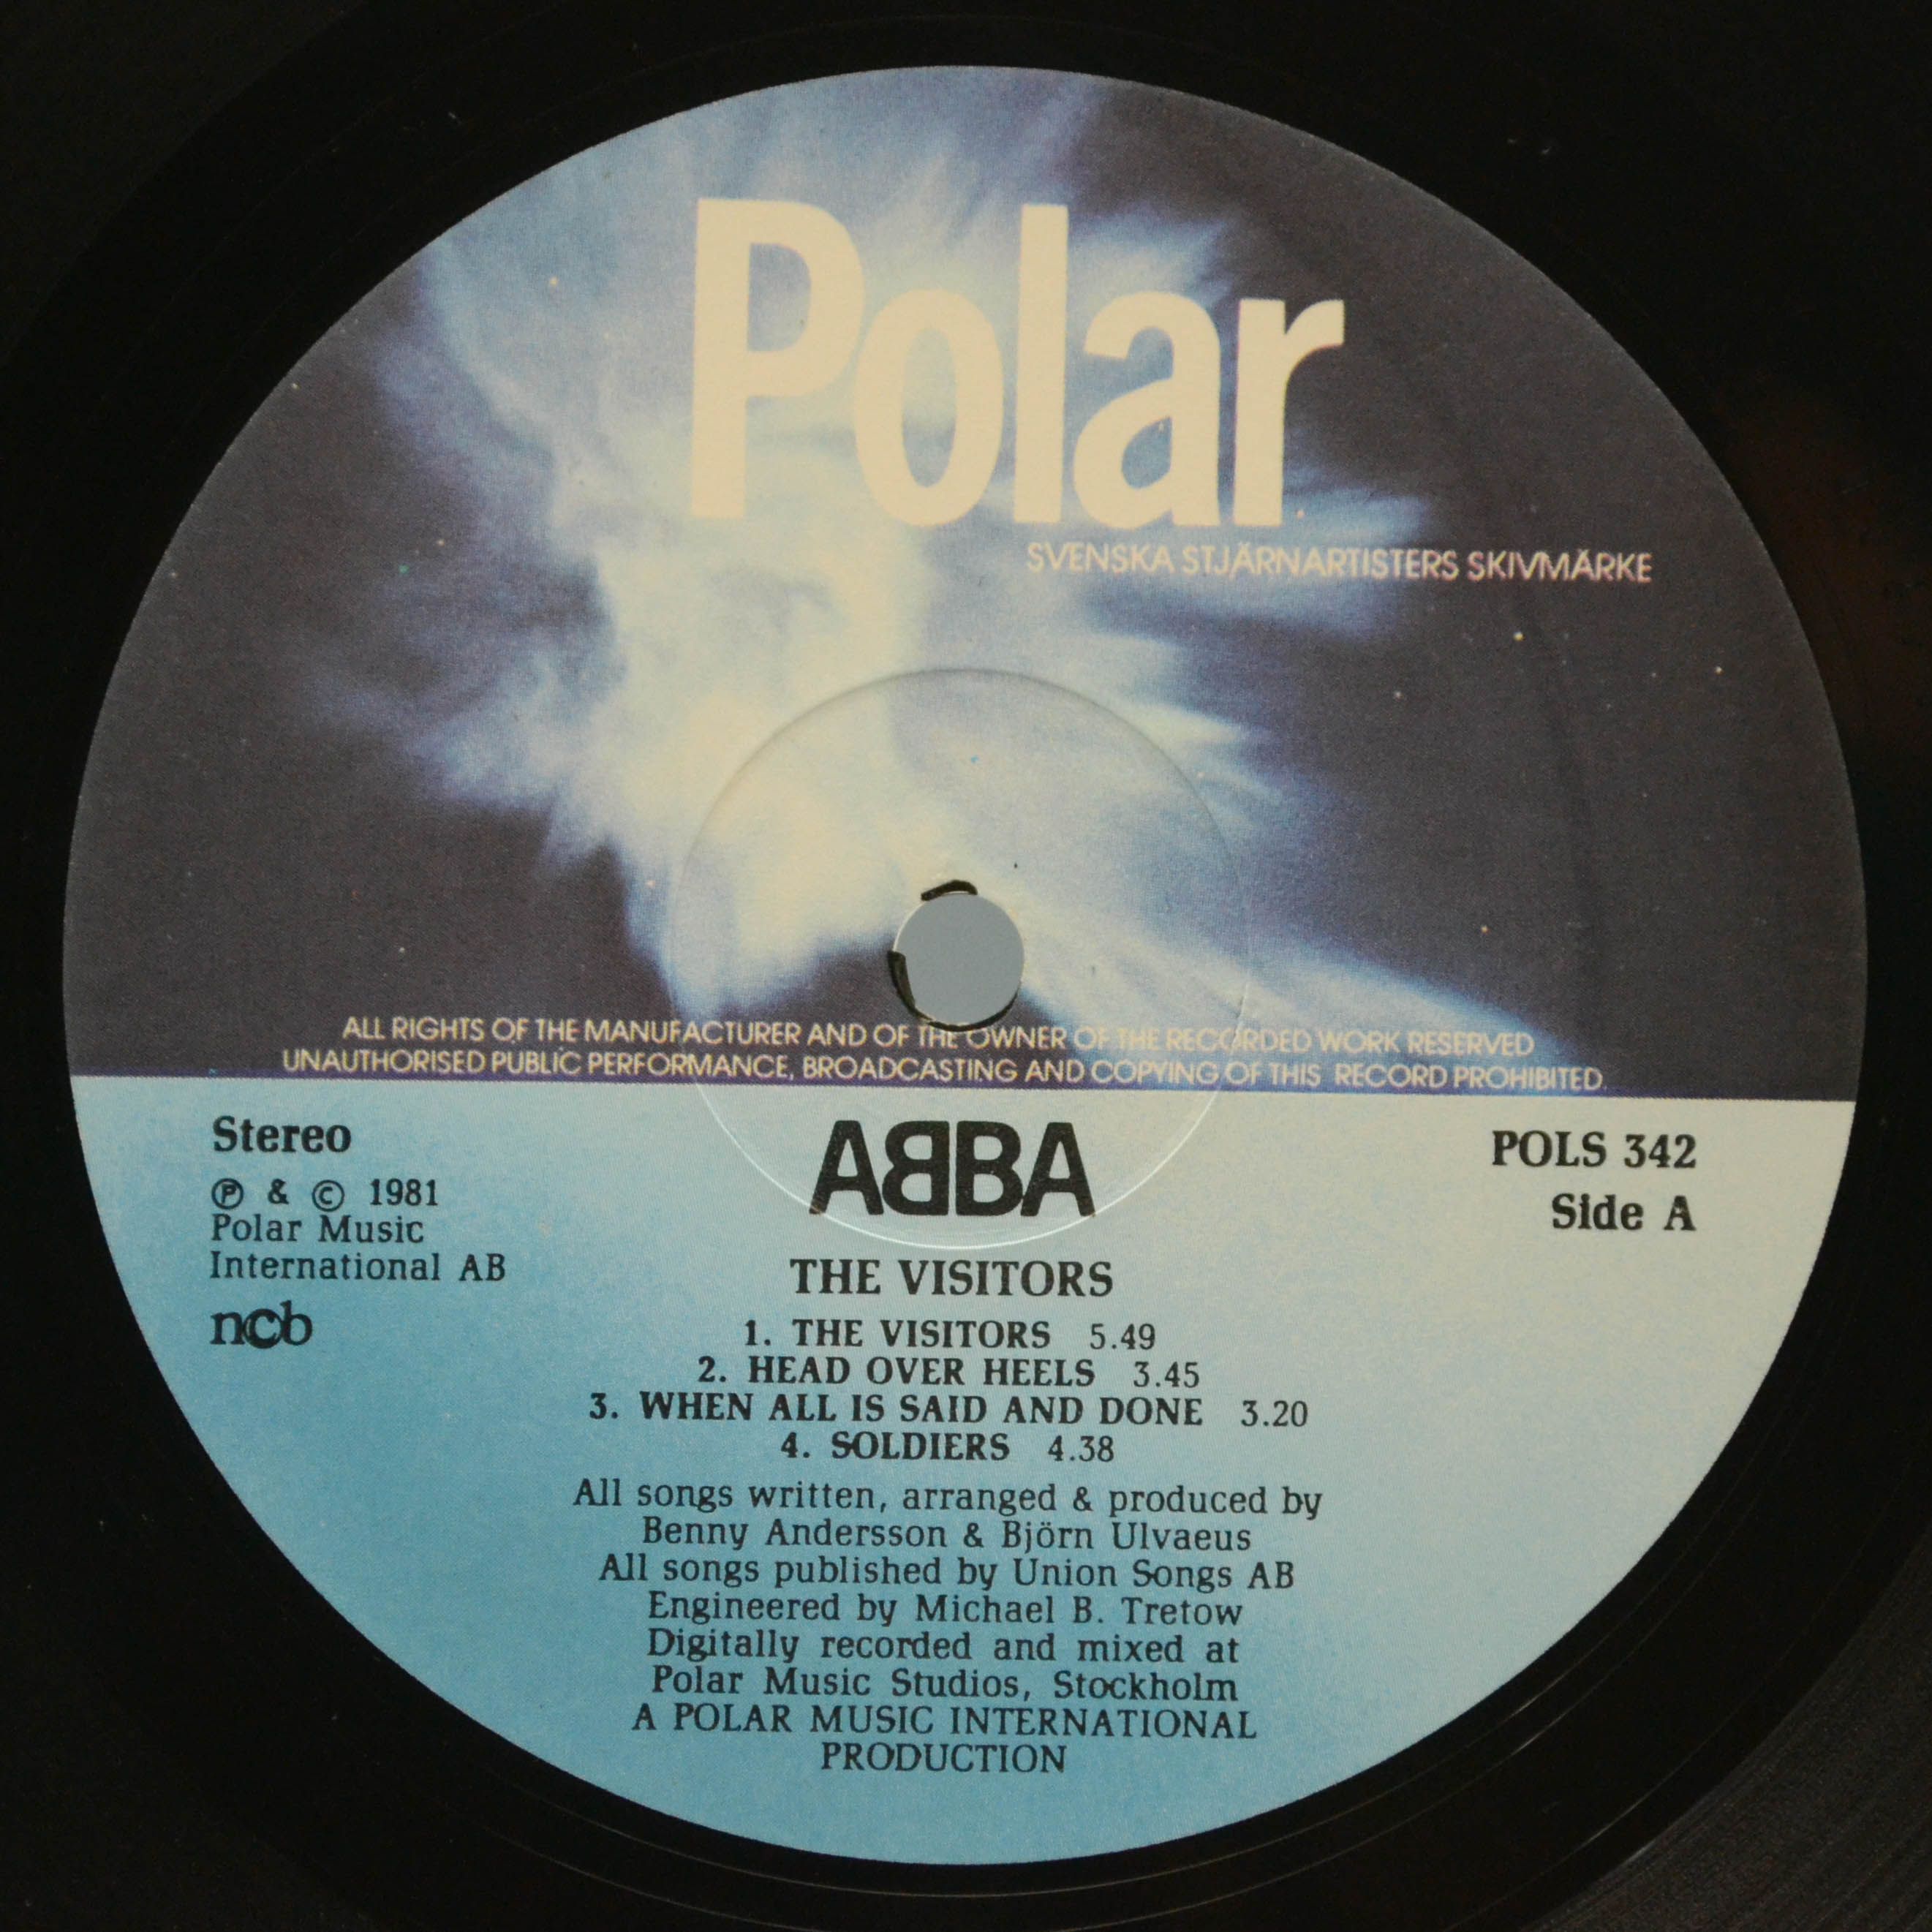 Polar
SVENSKA STJÄRNARTISTERS SKIVMÄRKE
ALL RIGHTS OF THE MANUFACTURER AND OF THE OWNER OF THE RECORDED WORK RESERVED
UNAUTHORISED PUBLIC PERFORMANCE, BROADCASTING AND COPYING OF THIS RECORD PROHIBITED.
Stereo
Ⓟ & © 1981
Polar Music
International AB
ncb
ABBA
POLS 342
Side A
THE VISITORS
1. THE VISITORS 5.49
2. HEAD OVER HEELS 3.45
3. WHEN ALL IS SAID AND DONE 3.20
4. SOLDIERS 4.38
All songs written, arranged & produced by
Benny Andersson & Björn Ulvaeus
All songs published by Union Songs AB
Engineered by Michael B. Tretow
Digitally recorded and mixed at
Polar Music Studios, Stockholm
A POLAR MUSIC INTERNATIONAL
PRODUCTION